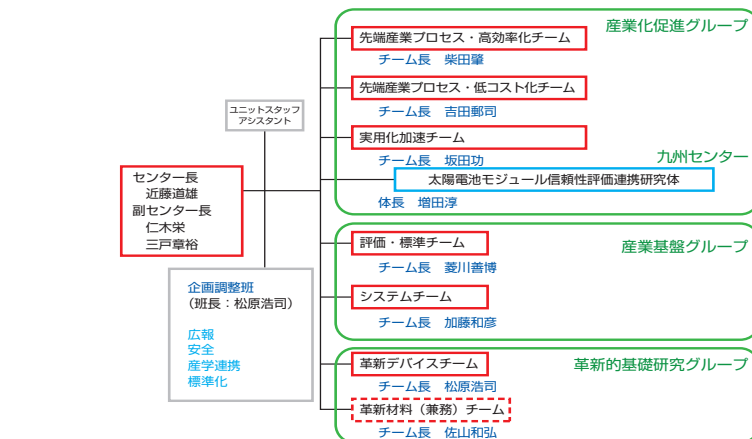 産業化促進グループ
先端産業プロセス・高効率化チーム
チーム長　柴田肇
先端産業プロセス・低コスト化チーム
チーム長　吉田郵司
ユニットスタッフ
アシスタント
実用化加速チーム
チーム長　坂田功
九州センター
太陽電池モジュール信頼性評価連携研究体
体長　増田淳
センター長
近藤道雄
副センター長
仁木栄
三戸章裕
産業基盤グループ
評価・標準チーム
チーム長　菱川善博
システムチーム
チーム長　加藤和彦
企画調整班
(班長：松原浩司)
広報
安全
産学連携
標準化
革新的基礎研究グループ
革新デバイスチーム
チーム長　松原浩司
革新材料（兼務）チーム
チーム長　佐山和弘